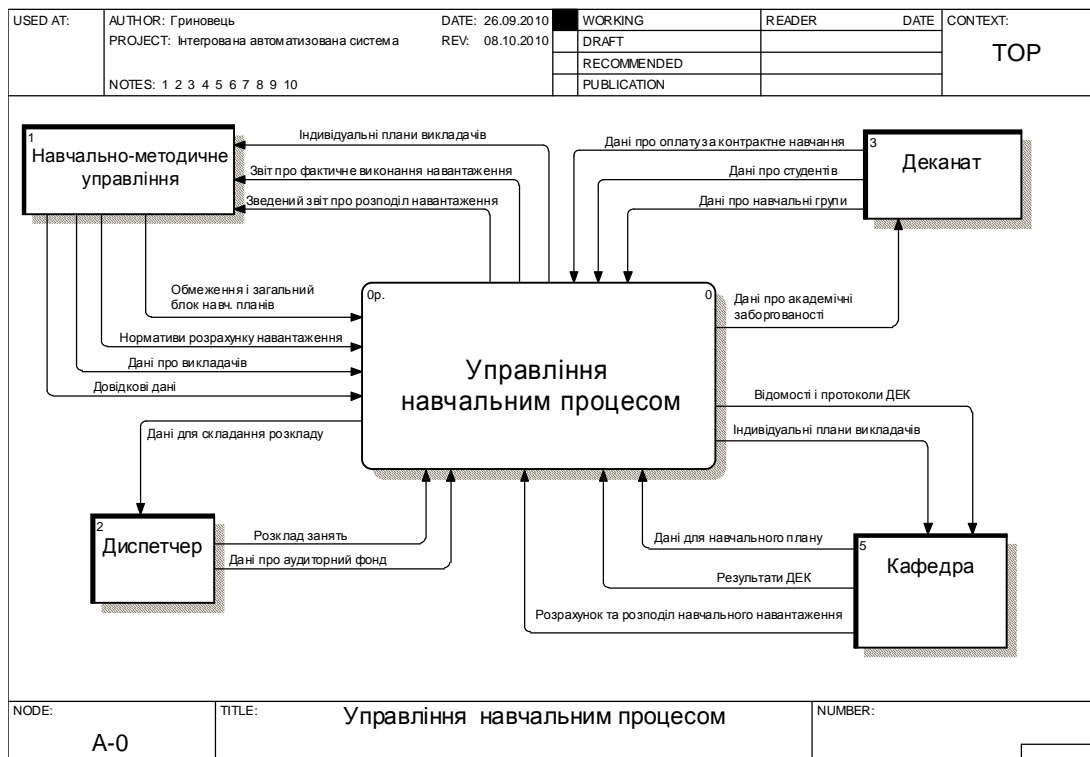 USED AT:
AUTHOR: Гриновець
DATE: 26.09.2010
WORKING
READER
DATE
CONTEXT:
PROJECT: Інтегрована автоматизована система
REV: 08.10.2010
DRAFT
TOP
RECOMMENDED
NOTES: 1 2 3 4 5 6 7 8 9 10
PUBLICATION
1
Навчально-методичне
управління
Індивідуальні плани викладачів
Звіт про фактичне виконання навантаження
Зведений звіт про розподіл навантаження
Дані про оплату за контрактне навчання
Дані про студентів
Дані про навчальні групи
3
Деканат
Обмеження і загальний
блок навч. планів
Нормативи розрахунку навантаження
Дані про викладачів
Довідкові дані
0р.
0
Управління
навчальним процесом
Дані про академічні
заборгованості
Відомості і протоколи ДЕК
Індивідуальні плани викладачів
Дані для складання розкладу
2
Диспетчер
Розклад занять
Дані про аудиторний фонд
Дані для навчального плану
Результати ДЕК
Розрахунок та розподіл навчального навантаження
5
Кафедра
NODE:
TITLE:
NUMBER:
A-0
Управління навчальним процесом